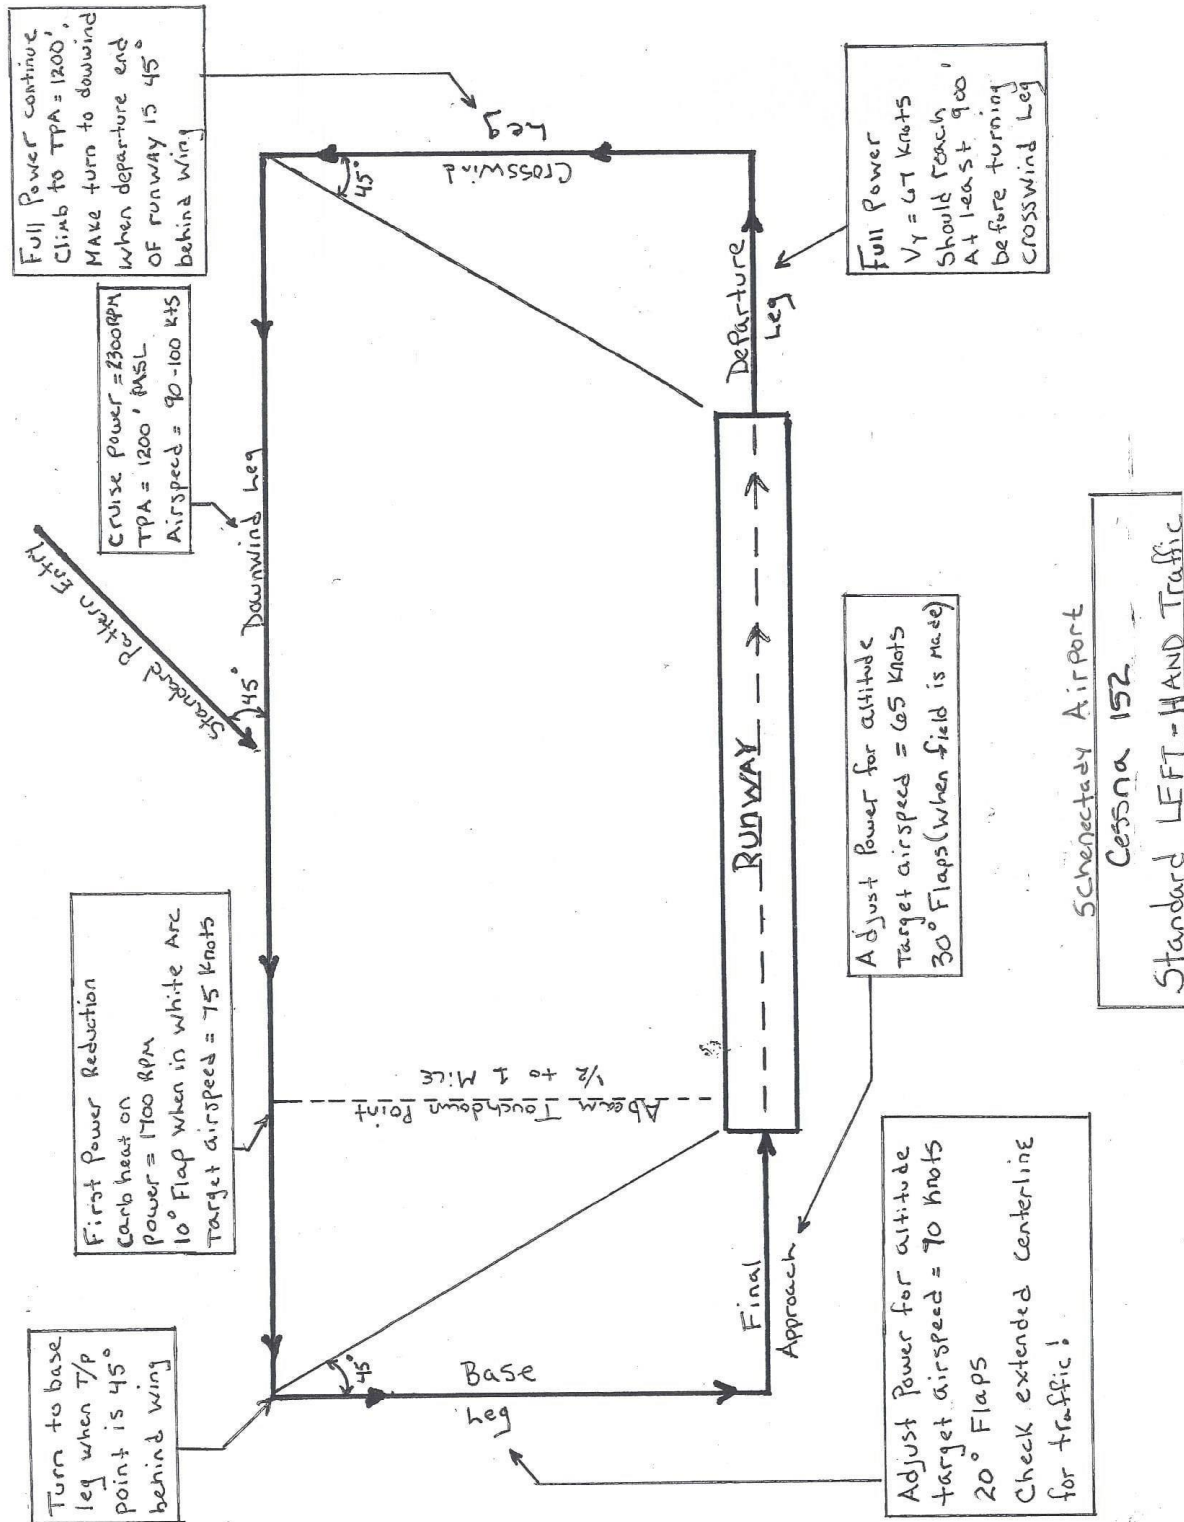 Turn to base
leg when T/P
point is 45°
behind wing
First Power Reduction
Carb heat on
Power = 1700 RPM
10° Flap when in white Arc
Target airspeed = 75 Knots
Cruise Power = 2300 RPM
TPA = 1200' MSL
Airspeed = 90-100 Kts
Full Power continue
Climb to TPA = 1200',
MAKE turn to downwind
when departure end
OF runway is 45°
behind wing
Standard Pattern Entry
45°
Downwind Leg
45°
Crosswind
Leg
45°
Base
Leg
Abeam Touchdown Point
1/2 to 1 MiLE
RUNWAY
Final
Approach
Departure
Leg
Adjust Power for altitude
target airspeed = 90 Knots
20° Flaps
Check extended centerline
for traffic!
Adjust Power for altitude
Target airspeed = 65 Knots
30° Flaps (when field is made)
Full Power
Vy = 67 Knots
Should reach
At least 900'
before turning
crosswind Leg
Schenectady Airport
Cessna 152
Standard LEFT-HAND Traffic